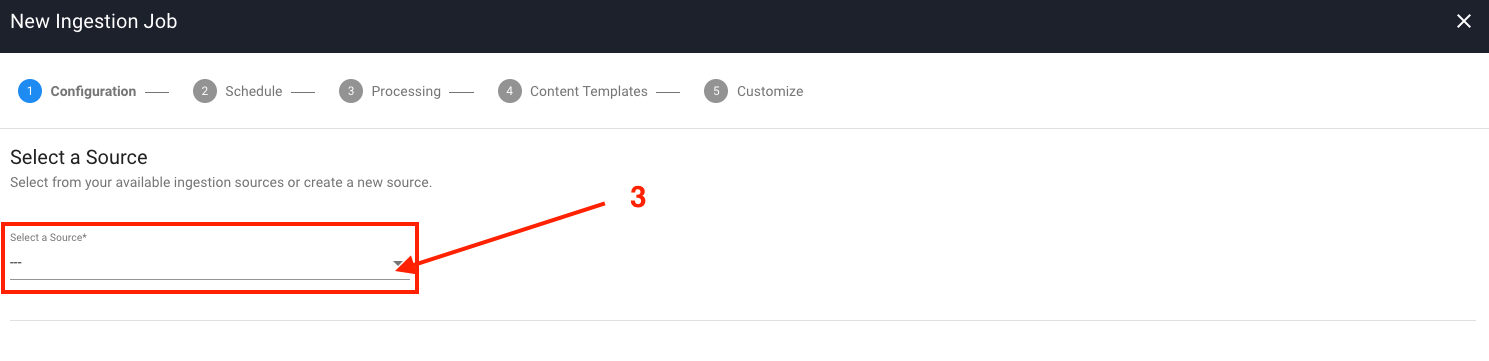 New Ingestion Job
1 Configuration 2 Schedule 3 Processing 4 Content Templates 5 Customize
Select a Source
Select from your available ingestion sources or create a new source.
3
Select a Source*
---